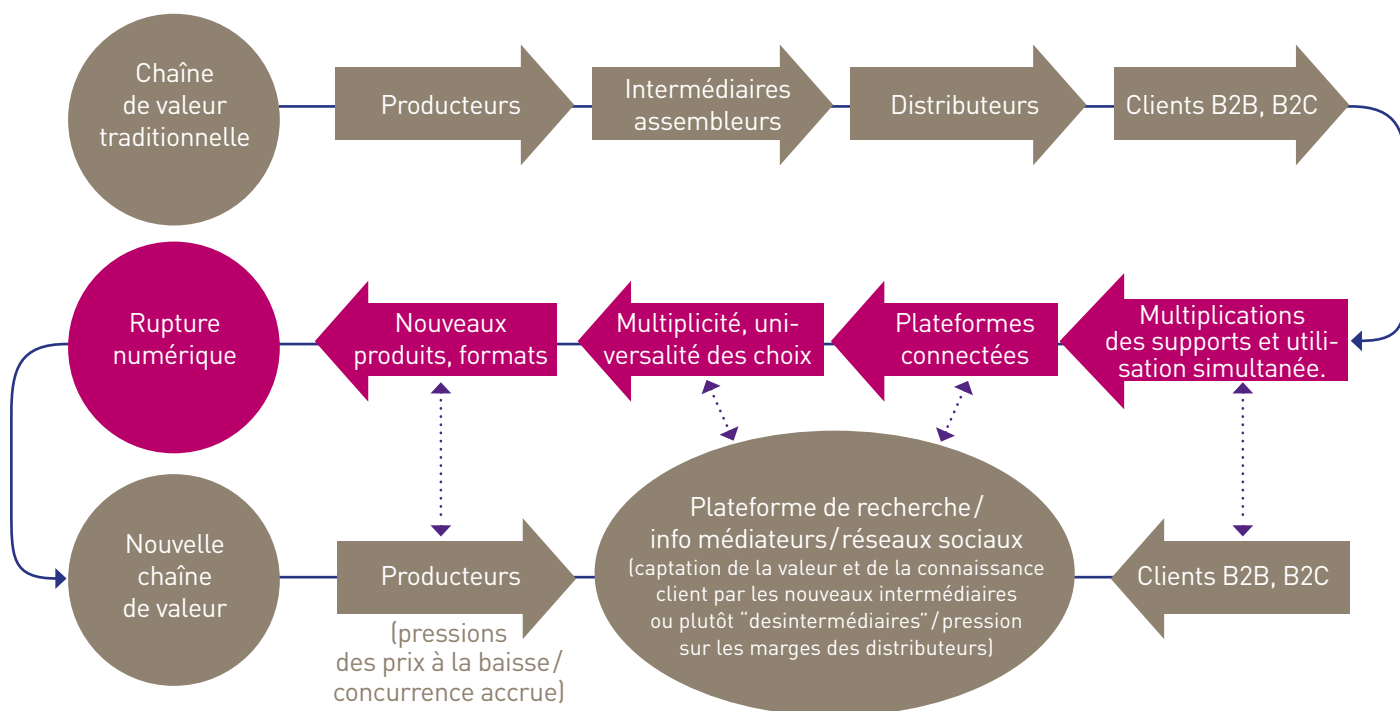 Chaîne
de valeur
traditionnelle
Producteurs
Intermédiaires
assembleurs
Distributeurs
Clients B2B, B2C
Rupture
numérique
Nouveaux
produits, formats
Multiplicité, uni-
versalité des choix
Plateformes
connectées
Multiplications
des supports et utili-
sation simultanée.
Nouvelle
chaîne
de valeur
Producteurs
(pressions
des prix à la baisse/
concurrence accrue)
Plateforme de recherche/
info médiateurs/réseaux sociaux
(captation de la valeur et de la connaissance
client par les nouveaux intermédiaires
ou plutôt "desintermédiaires"/pression
sur les marges des distributeurs)
Clients B2B, B2C